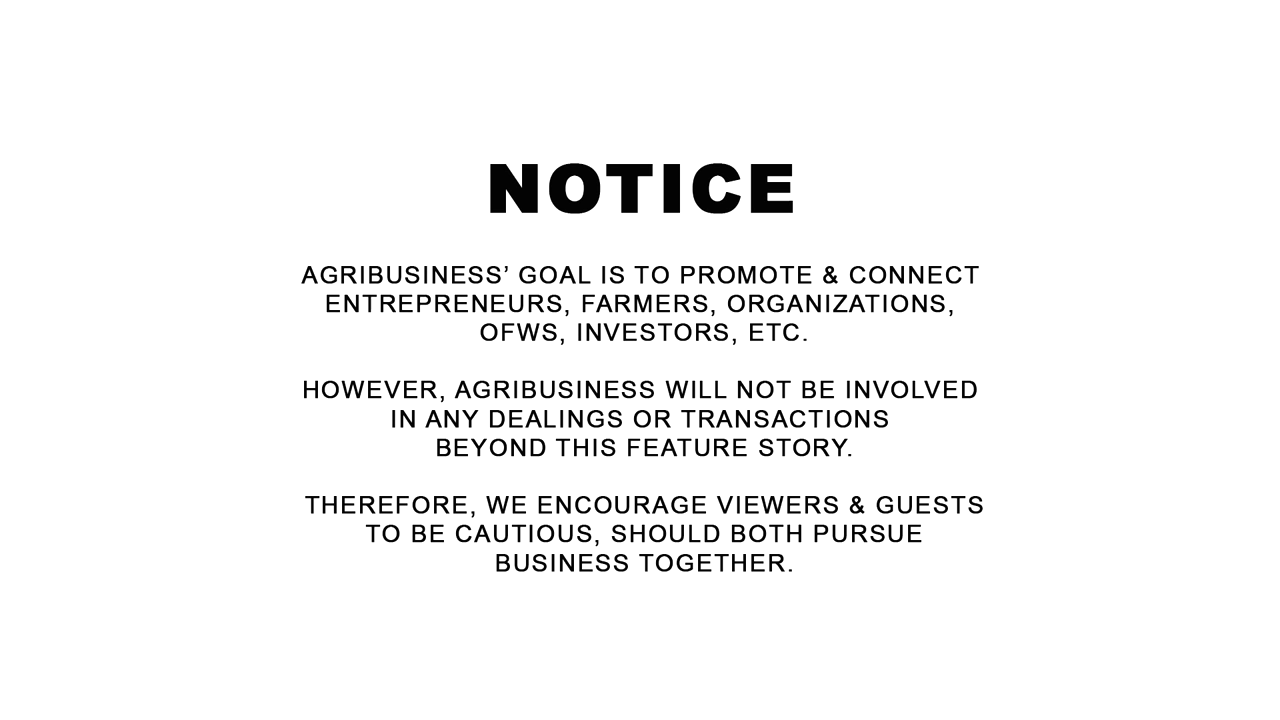 NOTICE
AGRIBUSINESS’ GOAL IS TO PROMOTE & CONNECT
ENTREPRENEURS, FARMERS, ORGANIZATIONS,
OFWS, INVESTORS, ETC.
HOWEVER, AGRIBUSINESS WILL NOT BE INVOLVED
IN ANY DEALINGS OR TRANSACTIONS
BEYOND THIS FEATURE STORY.
THEREFORE, WE ENCOURAGE VIEWERS & GUESTS
TO BE CAUTIOUS, SHOULD BOTH PURSUE
BUSINESS TOGETHER.